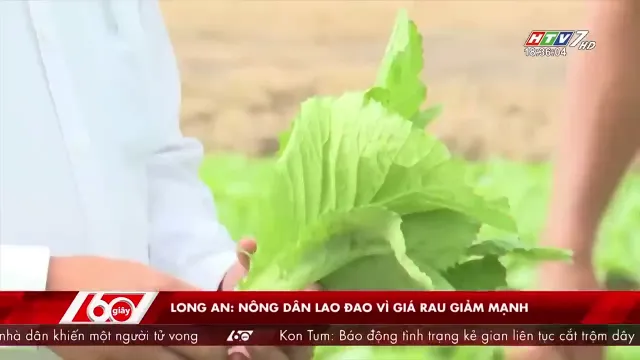 HTV7 HD
18:36:04
60 giây
LONG AN: NÔNG DÂN LAO ĐAO VÌ GIÁ RAU GIẢM MẠNH
nhà dân khiến một người tử vong 60 giây Kon Tum: Báo động tình trạng kẻ gian liên tục cắt trộm dây